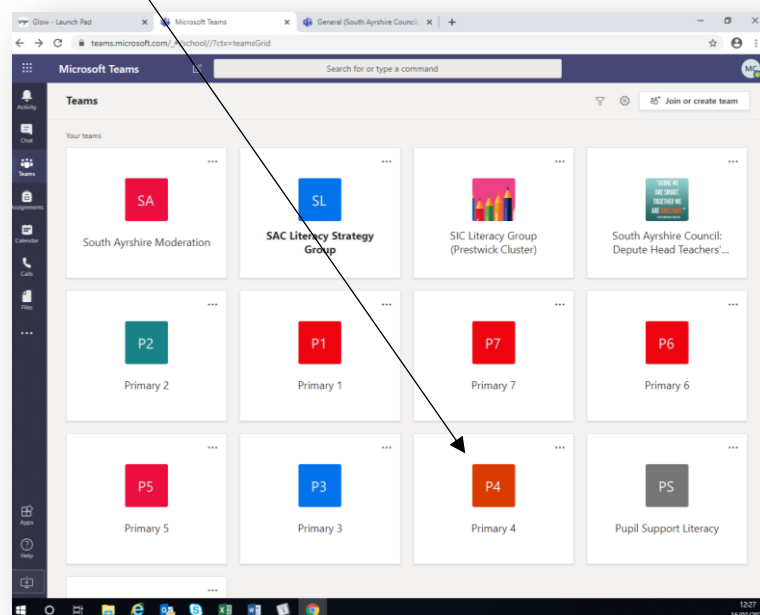 Glow - Launch Pad
Microsoft Teams
General (South Ayrshire Council
teams.microsoft.com/_#/school//?ctx=teamsGrid
Microsoft Teams
Search for or type a command
MC
Activity
Chat
Teams
Assignments
Calendar
Calls
Files
Apps
Help
Teams
Join or create team
Your teams
SA
South Ayrshire Moderation
SL
SAC Literacy Strategy
Group
SIC Literacy Group
(Prestwick Cluster)
"ALONE WE
ARE SMART.
TOGETHER WE
ARE BRILLIANT."
South Ayrshire Council:
Depute Head Teachers'...
P2
Primary 2
P1
Primary 1
P7
Primary 7
P6
Primary 6
P5
Primary 5
P3
Primary 3
P4
Primary 4
PS
Pupil Support Literacy
12:27